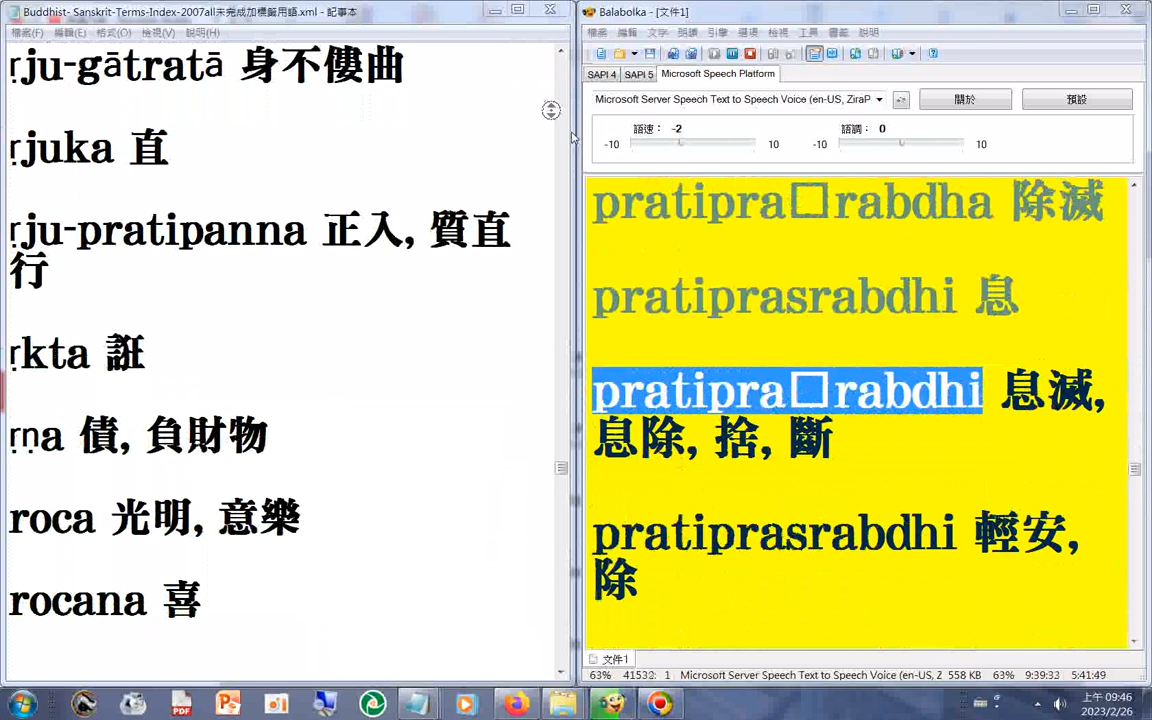 Buddhist- Sanskrit-Terms-Index-2007all未完成加標籤用語.xml - 記事本
檔案(F) 編輯(E) 格式(O) 檢視(V) 說明(H)
ṛju-gātratā 身不僂曲
ṛjuka 直
ṛju-pratipanna 正入, 質直
行
ṛkta 誑
ṛṇa 債, 負財物
roca 光明, 意樂
rocana 喜
Balabolka - [文件1]
檔案 編輯 文字 朗讀 引擎 選項 檢視 工具 書籤 說明
SAPI 4 SAPI 5 Microsoft Speech Platform
Microsoft Server Speech Text to Speech Voice (en-US, ZiraP
關於
預設
語速： -2
語調： 0
-10 10 -10 10
pratipra□rabdha 除滅
pratiprasrabdhi 息
pratipra□rabdhi 息滅,
息除, 捨, 斷
pratiprasrabdhi 輕安,
除
文件1
63% 41532: 1 Microsoft Server Speech Text to Speech Voice (en-US, Z 558 KB 63% 9:39:33 5:41:49
上午 09:46
2023/2/26